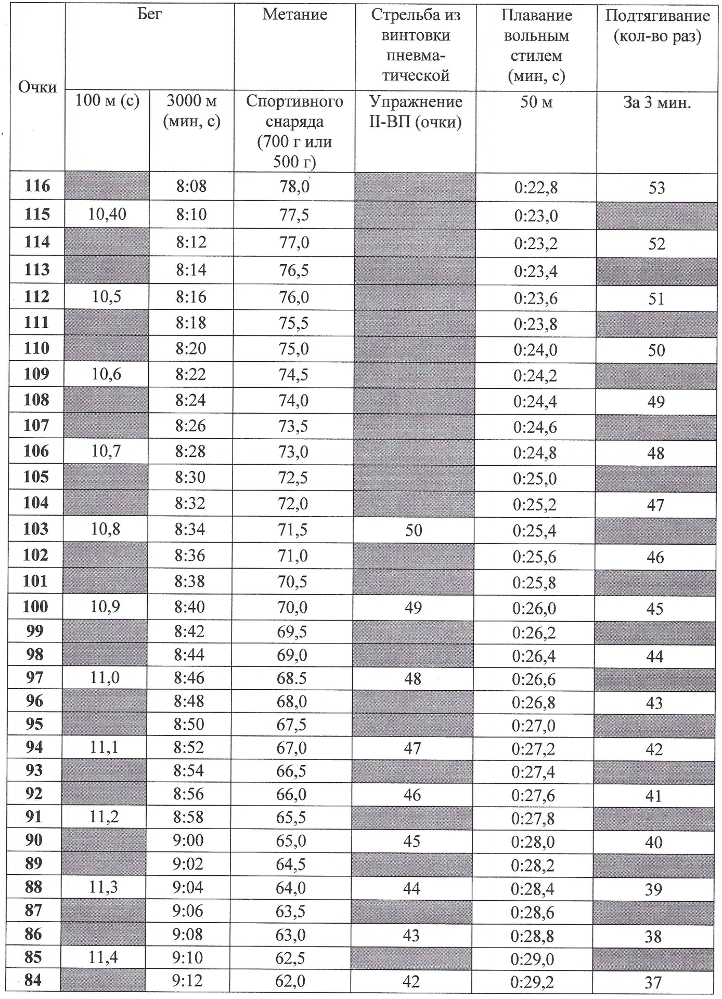 Очки
Бег
Метание
Стрельба из
винтовки
пневма-
тической
Плавание
вольным
стилем
(мин, с)
Подтягивание
(кол-во раз)
100 м (с)
3000 м
(мин, с)
Спортивного
снаряда
(700 г или
500 г)
Упражнение
II-ВП (очки)
50 м
За 3 мин.
116 8:08 78,0 0:22,8 53
115 10,40 8:10 77,5 0:23,0
114 8:12 77,0 0:23,2 52
113 8:14 76,5 0:23,4
112 10,5 8:16 76,0 0:23,6 51
111 8:18 75,5 0:23,8
110 8:20 75,0 0:24,0 50
109 10,6 8:22 74,5 0:24,2
108 8:24 74,0 0:24,4 49
107 8:26 73,5 0:24,6
106 10,7 8:28 73,0 0:24,8 48
105 8:30 72,5 0:25,0
104 8:32 72,0 0:25,2 47
103 10,8 8:34 71,5 50 0:25,4
102 8:36 71,0 0:25,6 46
101 8:38 70,5 0:25,8
100 10,9 8:40 70,0 49 0:26,0 45
99 8:42 69,5 0:26,2
98 8:44 69,0 0:26,4 44
97 11,0 8:46 68.5 48 0:26,6
96 8:48 68,0 0:26,8 43
95 8:50 67,5 0:27,0
94 11,1 8:52 67,0 47 0:27,2 42
93 8:54 66,5 0:27,4
92 8:56 66,0 46 0:27,6 41
91 11,2 8:58 65,5 0:27,8
90 9:00 65,0 45 0:28,0 40
89 9:02 64,5 0:28,2
88 11,3 9:04 64,0 44 0:28,4 39
87 9:06 63,5 0:28,6
86 9:08 63,0 43 0:28,8 38
85 11,4 9:10 62,5 0:29,0
84 9:12 62,0 42 0:29,2 37